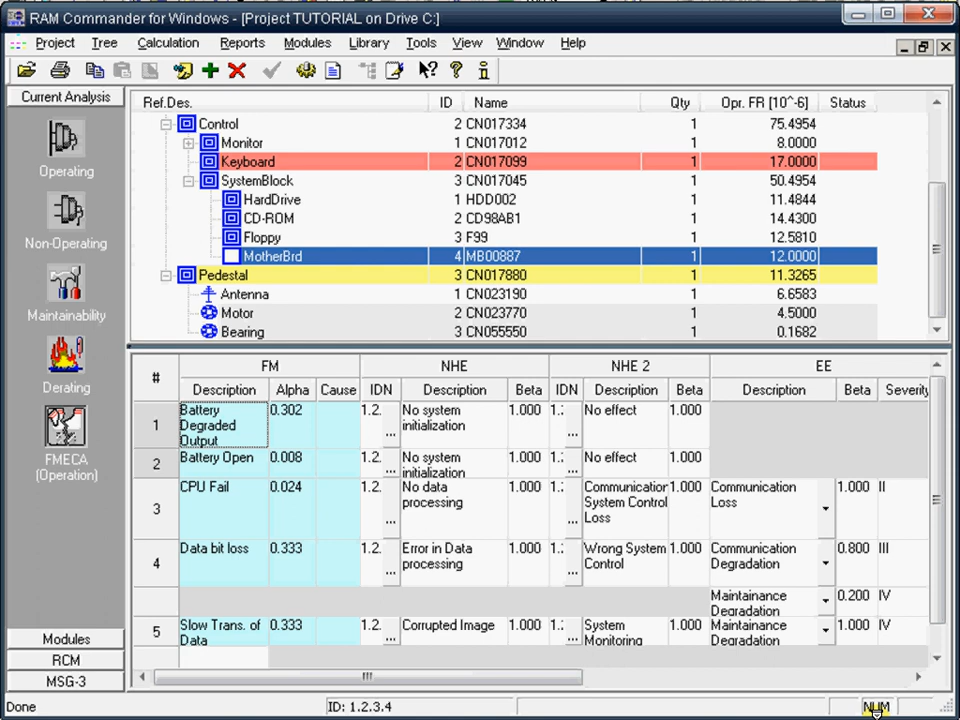 RAM Commander for Windows - [Project TUTORIAL on Drive C:]
Project Tree Calculation Reports Modules Library Tools View Window Help
Current Analysis
Operating
Non-Operating
Maintainability
Derating
FMECA
(Operation)
Modules
RCM
MSG-3
Ref.Des. ID Name Qty Opr. FR [10^-6] Status
Control 2 CN017334 1 75.4954
Monitor 1 CN017012 1 8.0000
Keyboard 2 CN017099 1 17.0000
SystemBlock 3 CN017045 1 50.4954
HardDrive 1 HDD002 1 11.4844
CD-ROM 2 CD98AB1 1 14.4300
Floppy 3 F99 1 12.5810
MotherBrd 4 MB00887 1 12.0000
Pedestal 3 CN017880 1 11.3265
Antenna 1 CN023190 1 6.6583
Motor 2 CN023770 1 4.5000
Bearing 3 CN055550 1 0.1682
# FM NHE NHE 2 EE
Description Alpha Cause IDN Description Beta IDN Description Beta Description Beta Severity
1 Battery 0.302 1.2. ... No system 1.000 1.: ... No effect 1.000
Degraded initialization
Output
2 Battery Open 0.008 1.2. ... No system 1.000 1.: ... No effect 1.000
initialization
3 CPU Fail 0.024 1.2. ... No data 1.000 1.: ... Communication 1.000 Communication 1.000 II
processing System Control Loss
Loss
4 Data bit loss 0.333 1.2. ... Error in Data 1.000 1.: ... Wrong System 1.000 Communication 0.800 III
processing Control Degradation
Maintainance 0.200 IV
Degradation
5 Slow Trans. of 0.333 1.2. ... Corrupted Image 1.000 1.: ... System 1.000 Maintainance 1.000 IV
Data Monitoring Degradation
Done ID: 1.2.3.4 NUM